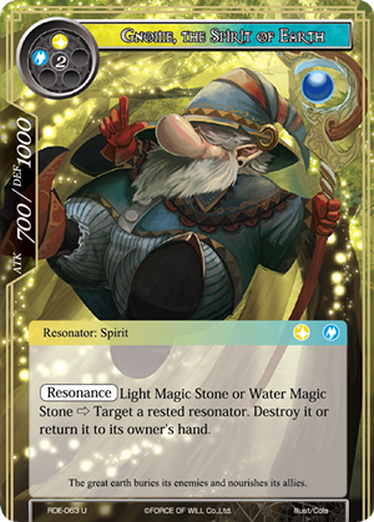 Gnome, the Spirit of Earth
2
ATK 700 / DEF 1000
Resonator: Spirit
Resonance Light Magic Stone or Water Magic
Stone ⇨ Target a rested resonator. Destroy it or
return it to its owner's hand.
The great earth buries its enemies and nourishes its allies.
RDE-063 U ©FORCE OF WILL Co.,Ltd. Illust/Cola